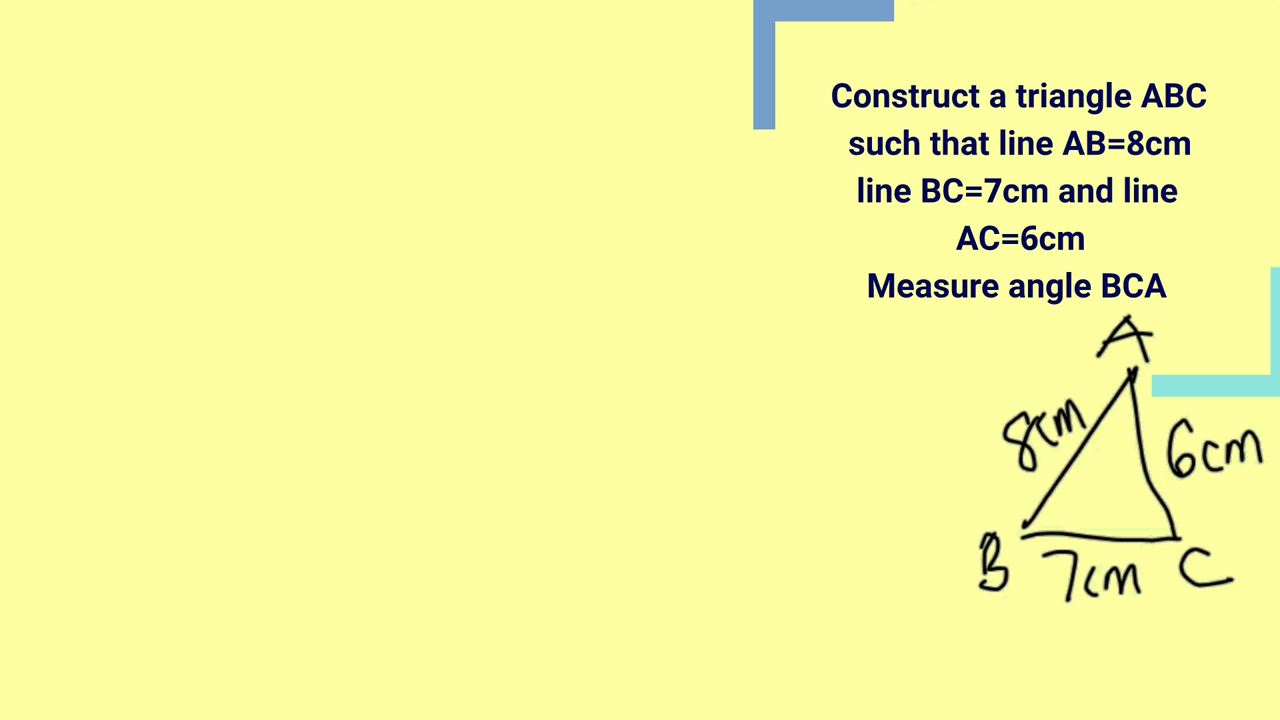 Construct a triangle ABC
such that line AB=8cm
line BC=7cm and line
AC=6cm
Measure angle BCA
A
8cm
6cm
B 7cm C